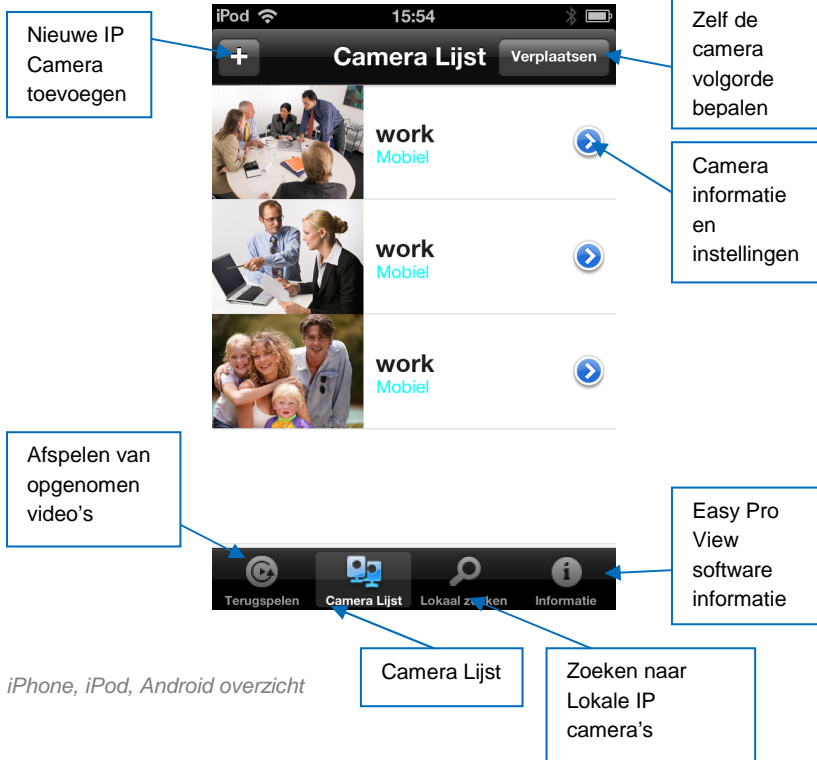 Nieuwe IP
Camera
toevoegen
iPod
15:54
+
Camera Lijst
Verplaatsen
Zelf de
camera
volgorde
bepalen
work
Mobiel
Camera
informatie
en
instellingen
work
Mobiel
work
Mobiel
Afspelen van
opgenomen
video's
Easy Pro
View
software
informatie
Terugspelen
Camera Lijst
Lokaal zoeken
Informatie
Camera Lijst
Zoeken naar
Lokale IP
camera's
iPhone, iPod, Android overzicht